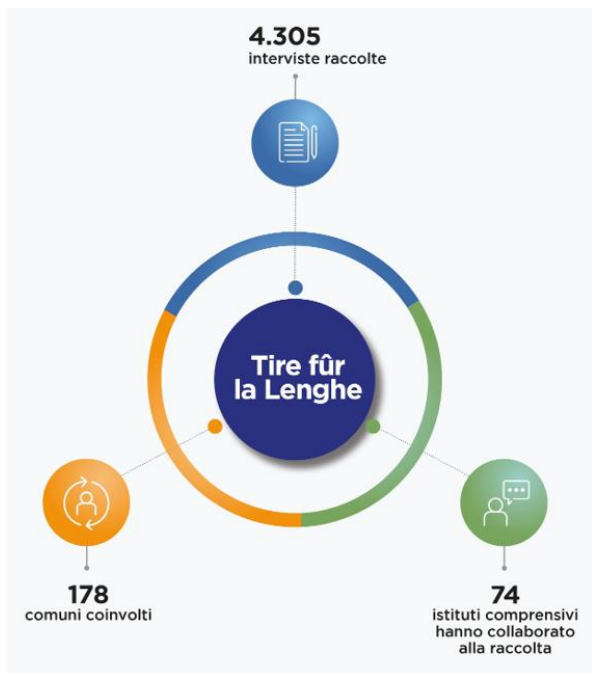 4.305
interviste raccolte
Tire fûr
la Lenghe
178
comuni coinvolti
74
istituti comprensivi
hanno collaborato
alla raccolta